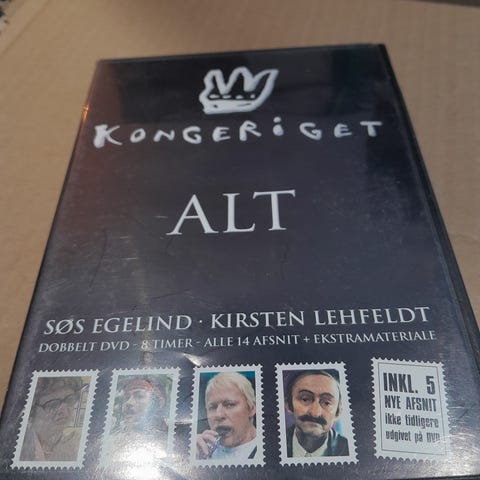 KONGERiGET
ALT
SØS EGELIND · KIRSTEN LEHFELDT
DOBBELT DVD - 8 TIMER - ALLE 14 AFSNIT + EKSTRAMATERIALE
INKL. 5
NYE AFSNIT
ikke tidligere
udgivet på DVD